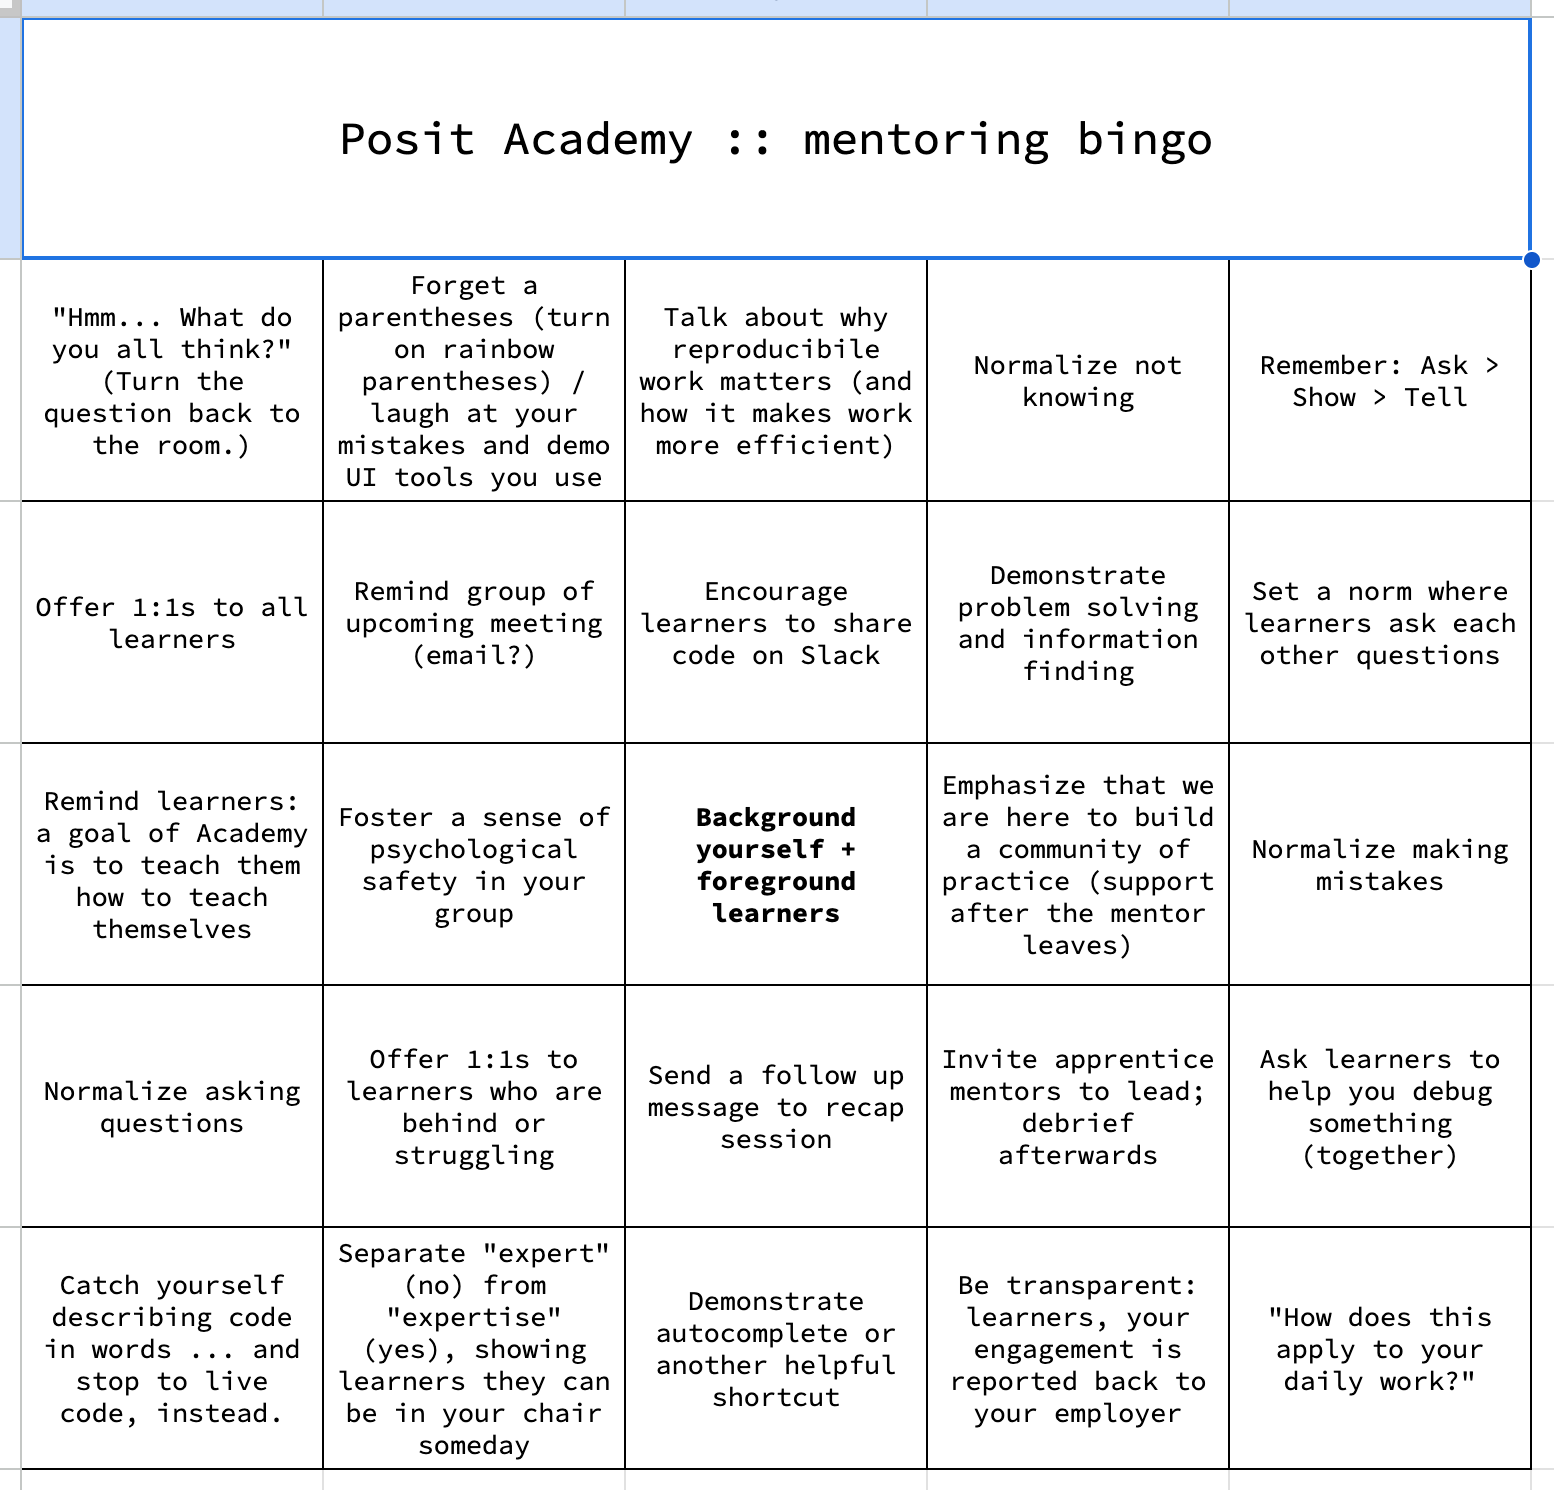 Posit Academy :: mentoring bingo
"Hmm... What do
you all think?"
(Turn the
question back to
the room.)
Forget a
parentheses (turn
on rainbow
parentheses) /
laugh at your
mistakes and demo
UI tools you use
Talk about why
reproducibile
work matters (and
how it makes work
more efficient)
Normalize not
knowing
Remember: Ask >
Show > Tell
Offer 1:1s to all
learners
Remind group of
upcoming meeting
(email?)
Encourage
learners to share
code on Slack
Demonstrate
problem solving
and information
finding
Set a norm where
learners ask each
other questions
Remind learners:
a goal of Academy
is to teach them
how to teach
themselves
Foster a sense of
psychological
safety in your
group
Background
yourself +
foreground
learners
Emphasize that we
are here to build
a community of
practice (support
after the mentor
leaves)
Normalize making
mistakes
Normalize asking
questions
Offer 1:1s to
learners who are
behind or
struggling
Send a follow up
message to recap
session
Invite apprentice
mentors to lead;
debrief
afterwards
Ask learners to
help you debug
something
(together)
Catch yourself
describing code
in words ... and
stop to live
code, instead.
Separate "expert"
(no) from
"expertise"
(yes), showing
learners they can
be in your chair
someday
Demonstrate
autocomplete or
another helpful
shortcut
Be transparent:
learners, your
engagement is
reported back to
your employer
"How does this
apply to your
daily work?"